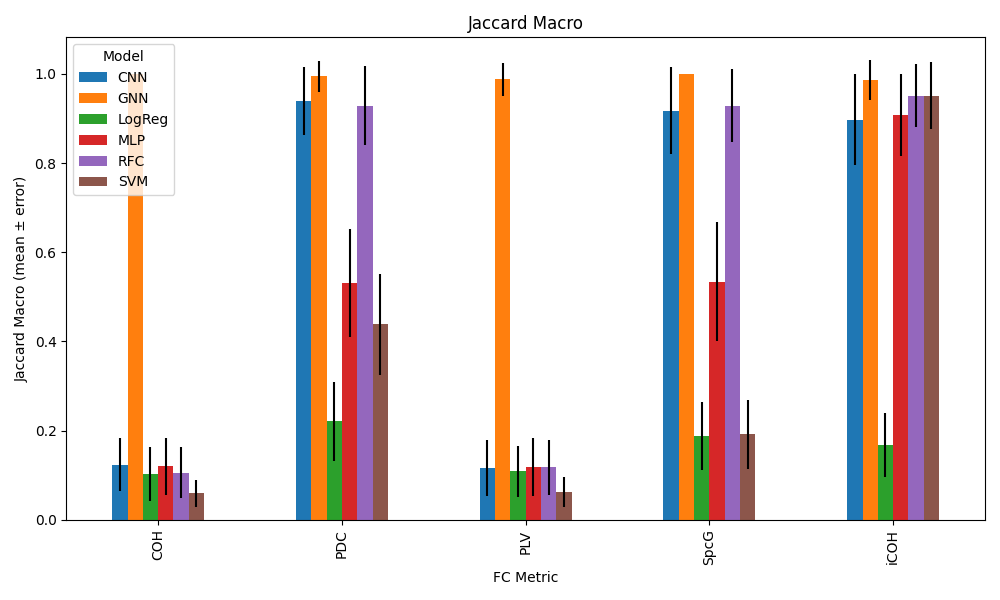 Jaccard Macro
Model
CNN
GNN
LogReg
MLP
RFC
SVM
Jaccard Macro (mean ± error)
1.0
0.8
0.6
0.4
0.2
0.0
COH
PDC
PLV
SpcG
iCOH
FC Metric